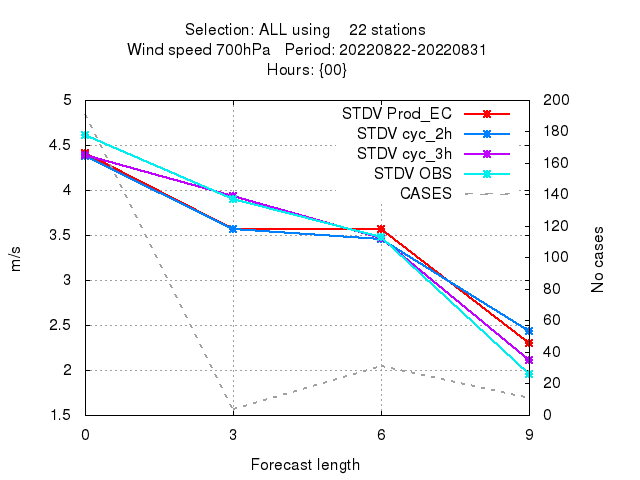 Selection: ALL using 22 stations
Wind speed 700hPa Period: 20220822-20220831
Hours: {00}
5
4.5
4
3.5
3
2.5
2
1.5
200
180
160
140
120
100
80
60
40
20
0
STDV Prod_EC
STDV cyc_2h
STDV cyc_3h
STDV OBS
CASES
m/s
No cases
0 3 6 9
Forecast length